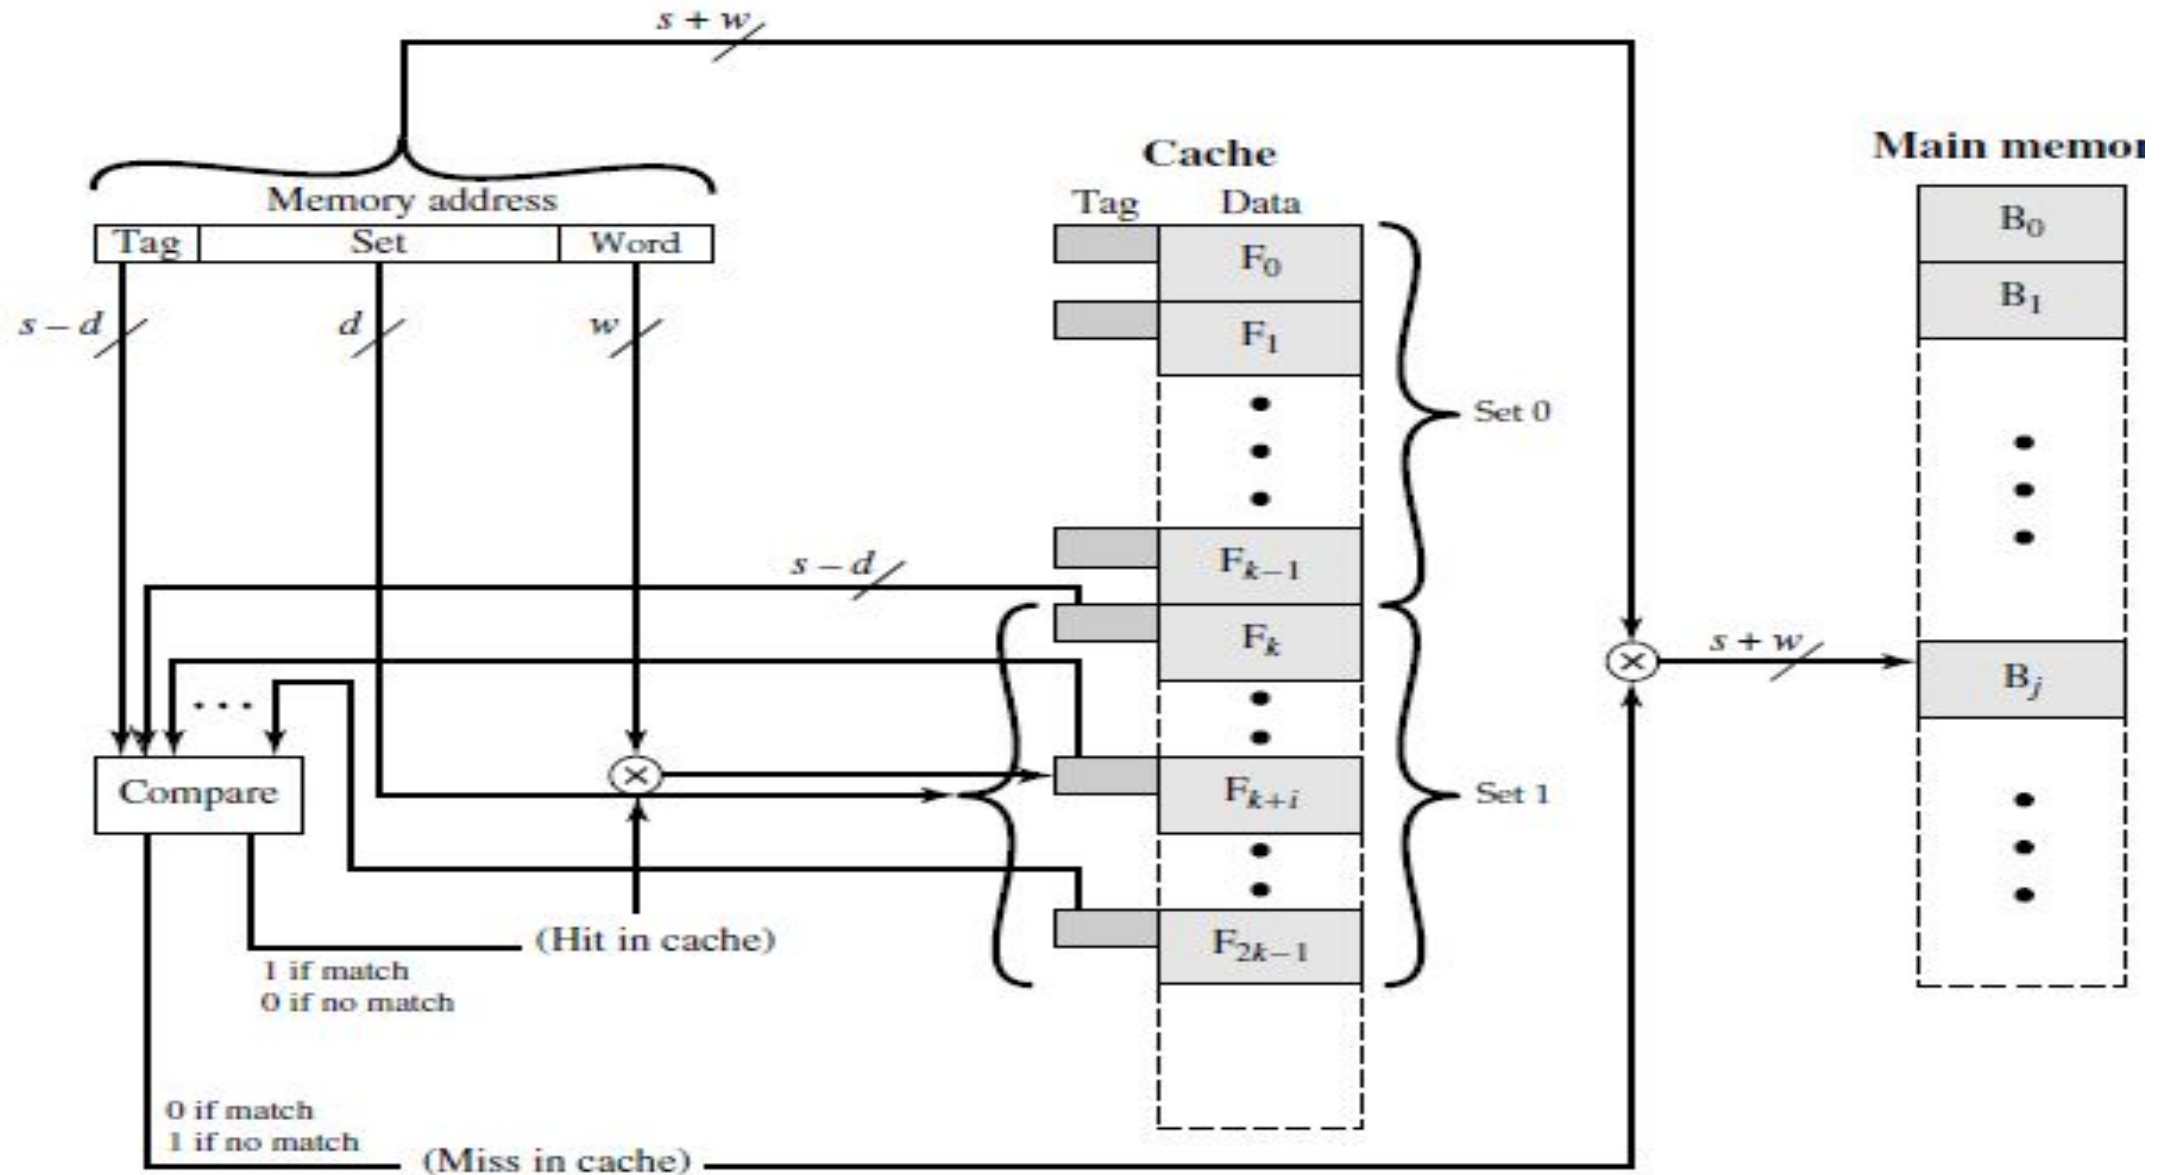 s + w
Cache
Main memor
Memory address
Tag Data
Tag Set Word
B0
F0
B1
s – d d w
F1
Set 0
s – d
Fk–1
Fk
s + w
Bj
. . .
Compare
Fk+i
Set 1
(Hit in cache)
F2k–1
1 if match
0 if no match
0 if match
1 if no match
(Miss in cache)